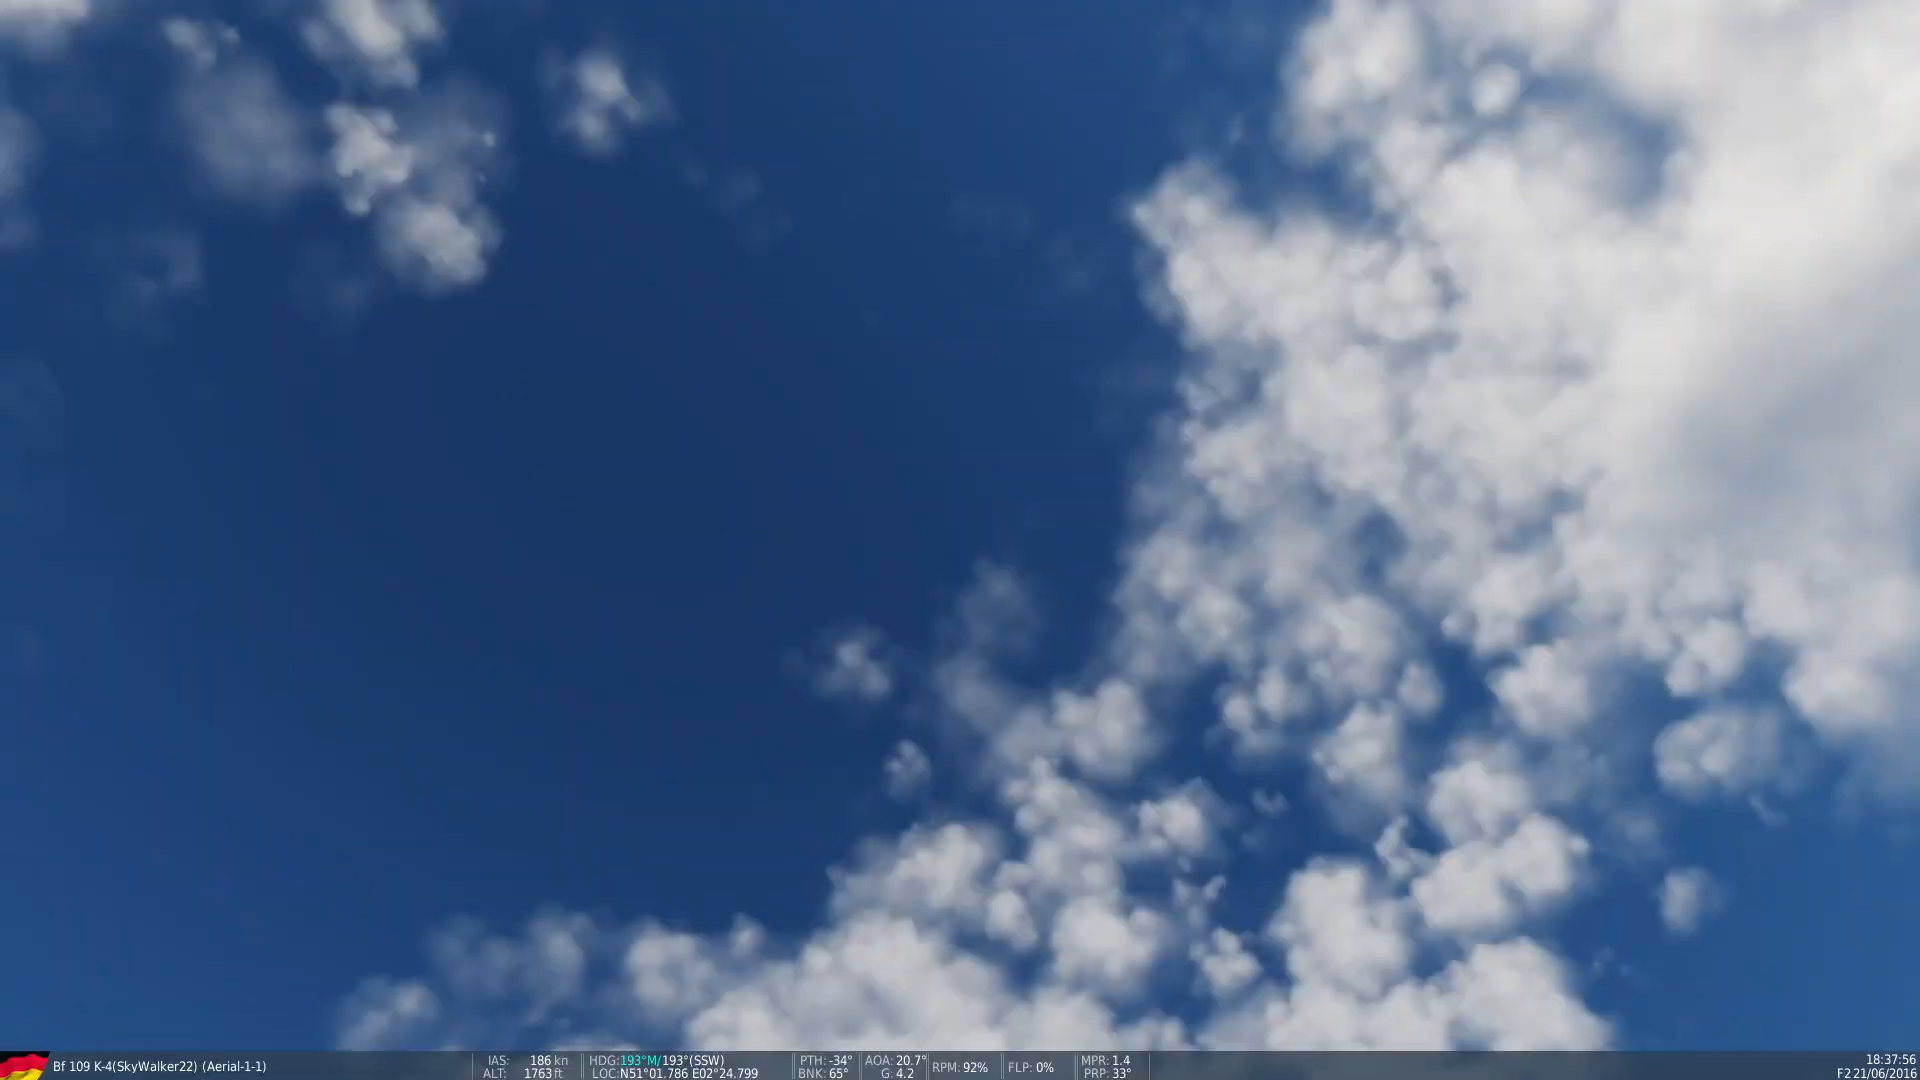 Bf 109 K-4(SkyWalker22) (Aerial-1-1)
IAS: 186 kn
ALT: 1763 ft
HDG:193°M/193°(SSW)
LOC:N51°01.786 E02°24.799
PTH: -34°
BNK: 65°
AOA: 20.7°
G: 4.2
RPM: 92%
FLP: 0%
MPR: 1.4
PRP: 33°
18:37:56
F2 21/06/2016